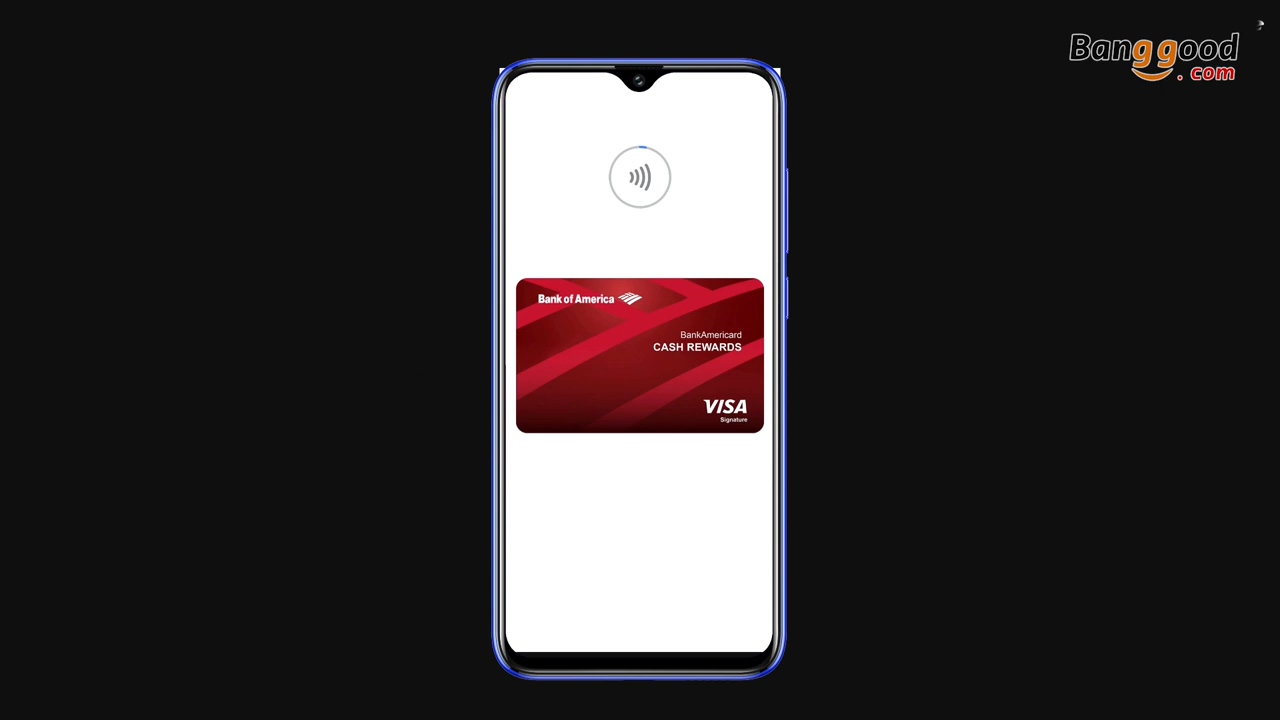 Banggood
.com
Bank of America
BankAmericard
CASH REWARDS
VISA
Signature